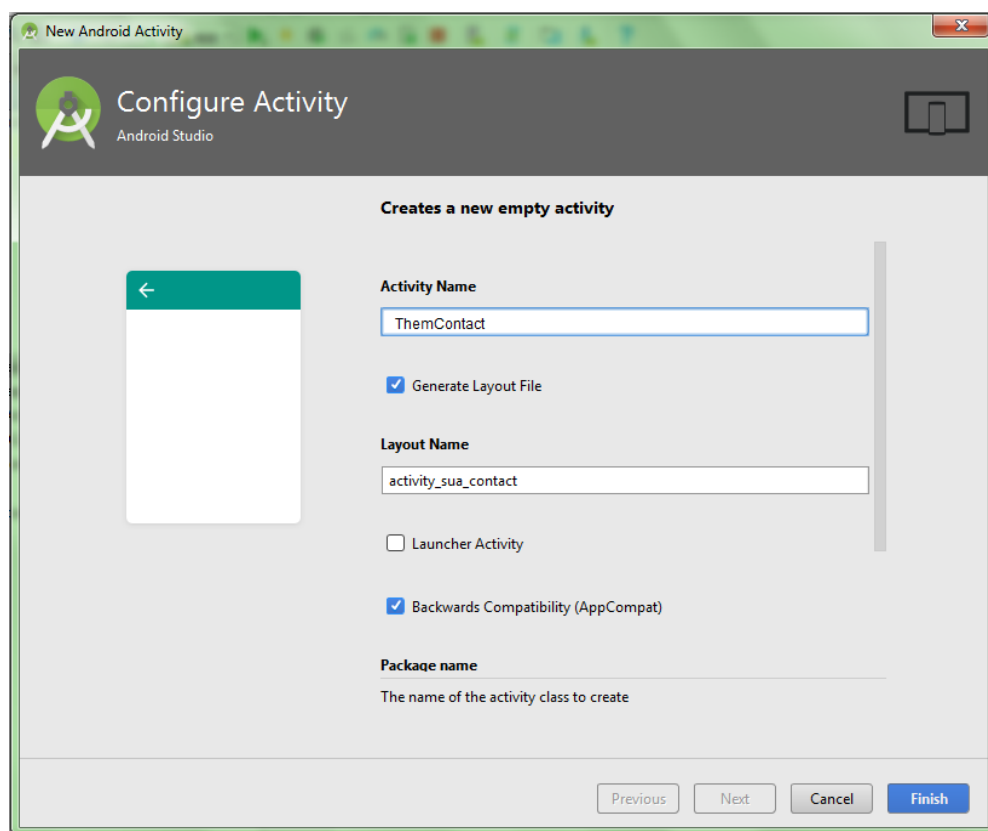 New Android Activity
Configure Activity
Android Studio
Creates a new empty activity
Activity Name
ThemContact
Generate Layout File
Layout Name
activity_sua_contact
Launcher Activity
Backwards Compatibility (AppCompat)
Package name
The name of the activity class to create
Previous
Next
Cancel
Finish